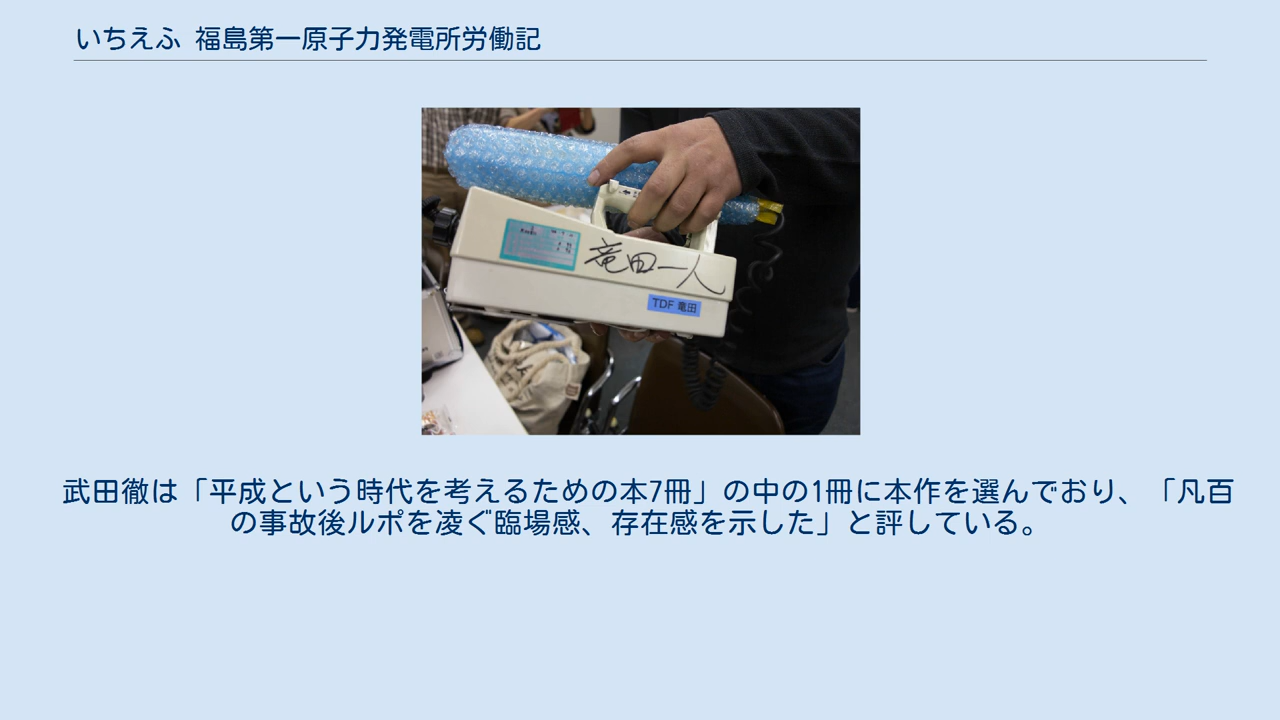 いちえふ 福島第一原子力発電所労働記
竜田一人
TDF 竜田
武田徹は「平成という時代を考えるための本7冊」の中の1冊に本作を選んでおり、「凡百
の事故後ルポを凌ぐ臨場感、存在感を示した」と評している。